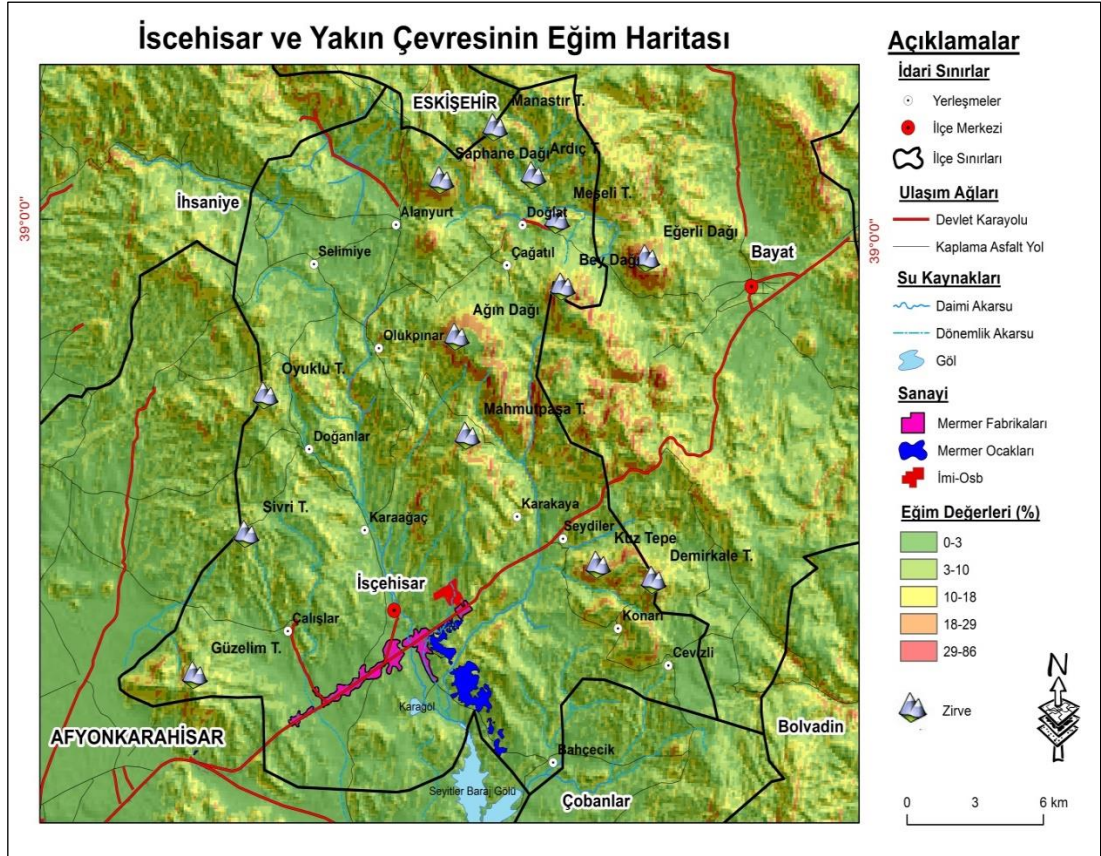 İscehisar ve Yakın Çevresinin Eğim Haritası
ESKİŞEHİR
Manastır T.
Saphane Dağı
Ardıç T.
İhsaniye
Meşeli T.
Alanyurt
Doğlat
39°0'0"
39°0'0"
Selimiye
Çağatıl
Eğerli Dağı
Bey Dağı
Bayat
Ağın Dağı
Olukpınar
Oyuklu T.
Mahmutpaşa T.
Doğanlar
Sivri T.
Karaağaç
Karakaya
Seydiler
Kuz Tepe
Demirkale T.
İsçehisar
Çalışlar
Konarı
Güzelim T.
Cevizli
Karagöl
AFYONKARAHİSAR
Bolvadin
Bahçecik
Seyitler Baraj Gölü
Çobanlar
Açıklamalar
İdari Sınırlar
Yerleşmeler
İlçe Merkezi
İlçe Sınırları
Ulaşım Ağları
Devlet Karayolu
Kaplama Asfalt Yol
Su Kaynakları
Daimi Akarsu
Dönemlik Akarsu
Göl
Sanayi
Mermer Fabrikaları
Mermer Ocakları
İmi-Osb
Eğim Değerleri (%)
0-3
3-10
10-18
18-29
29-86
Zirve
N
0 3 6 km